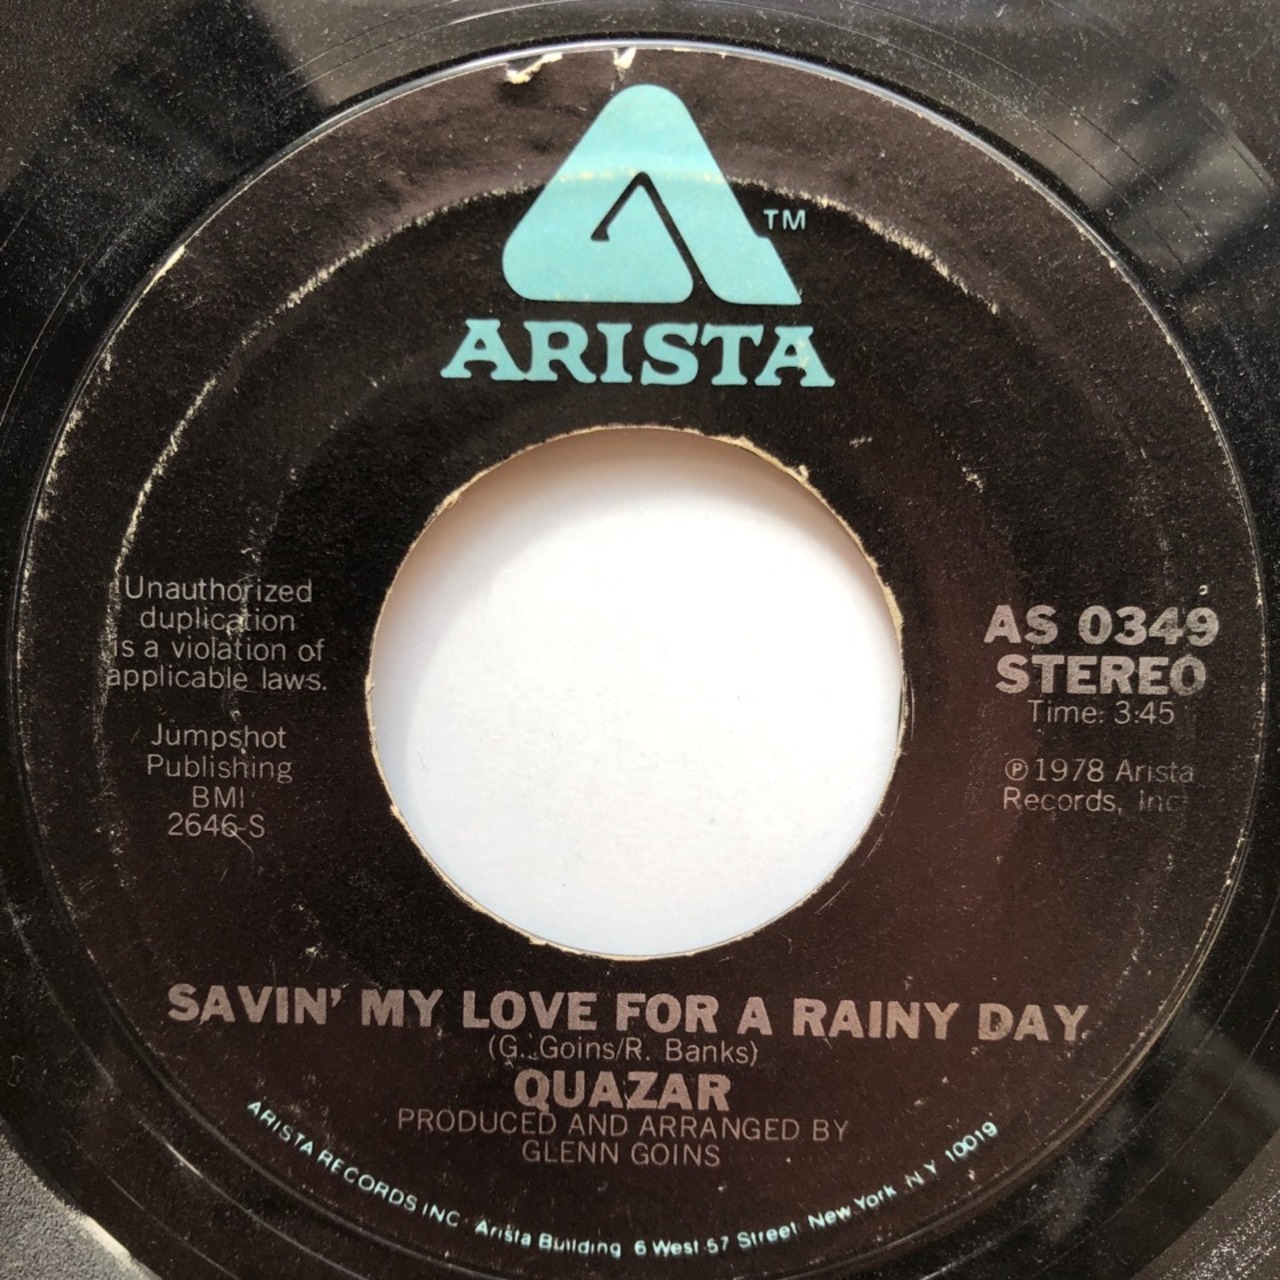 TM
ARISTA
Unauthorized
duplication
is a violation of
applicable laws.
Jumpshot
Publishing
BMI
2646-S
AS 0349
STEREO
Time: 3:45
℗1978 Arista
Records, Inc.
SAVIN' MY LOVE FOR A RAINY DAY
(G. Goins/R. Banks)
QUAZAR
PRODUCED AND ARRANGED BY
GLENN GOINS
ARISTA RECORDS INC. Arista Building 6 West 57 Street New York N Y 10019